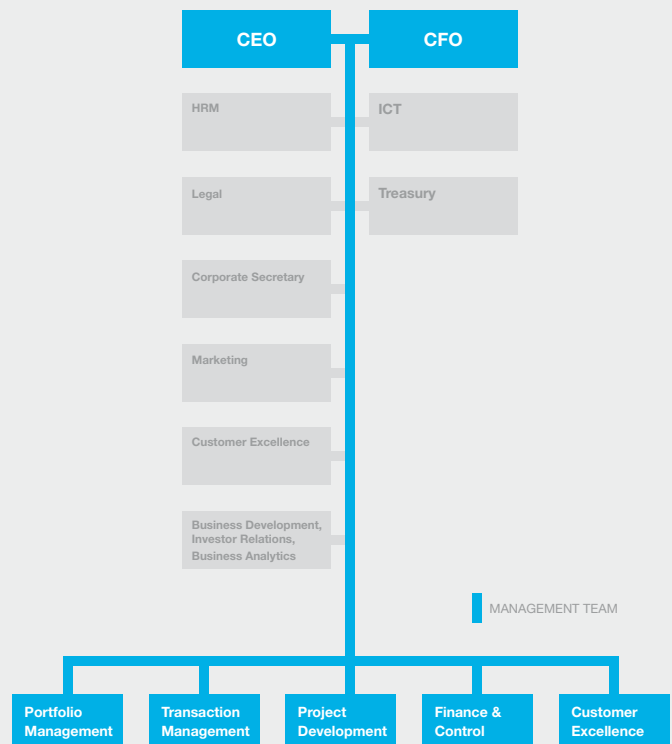 CEO
CFO
HRM
ICT
Legal
Treasury
Corporate Secretary
Marketing
Customer Excellence
Business Development,
Investor Relations,
Business Analytics
MANAGEMENT TEAM
Portfolio
Management
Transaction
Management
Project
Development
Finance &
Control
Customer
Excellence